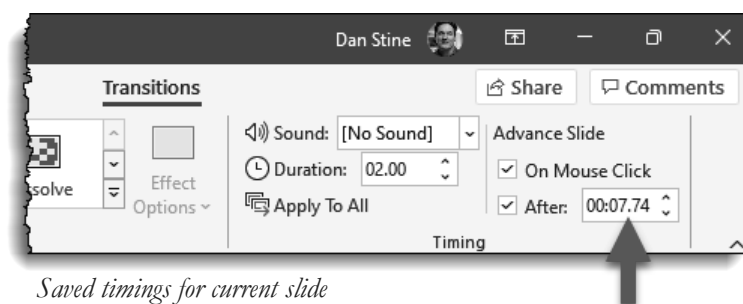 Dan Stine
Transitions
Share
Comments
ssolve
Effect
Options
Sound: [No Sound]
Duration: 02.00
Apply To All
Advance Slide
On Mouse Click
After: 00:07.74
Timing
Saved timings for current slide